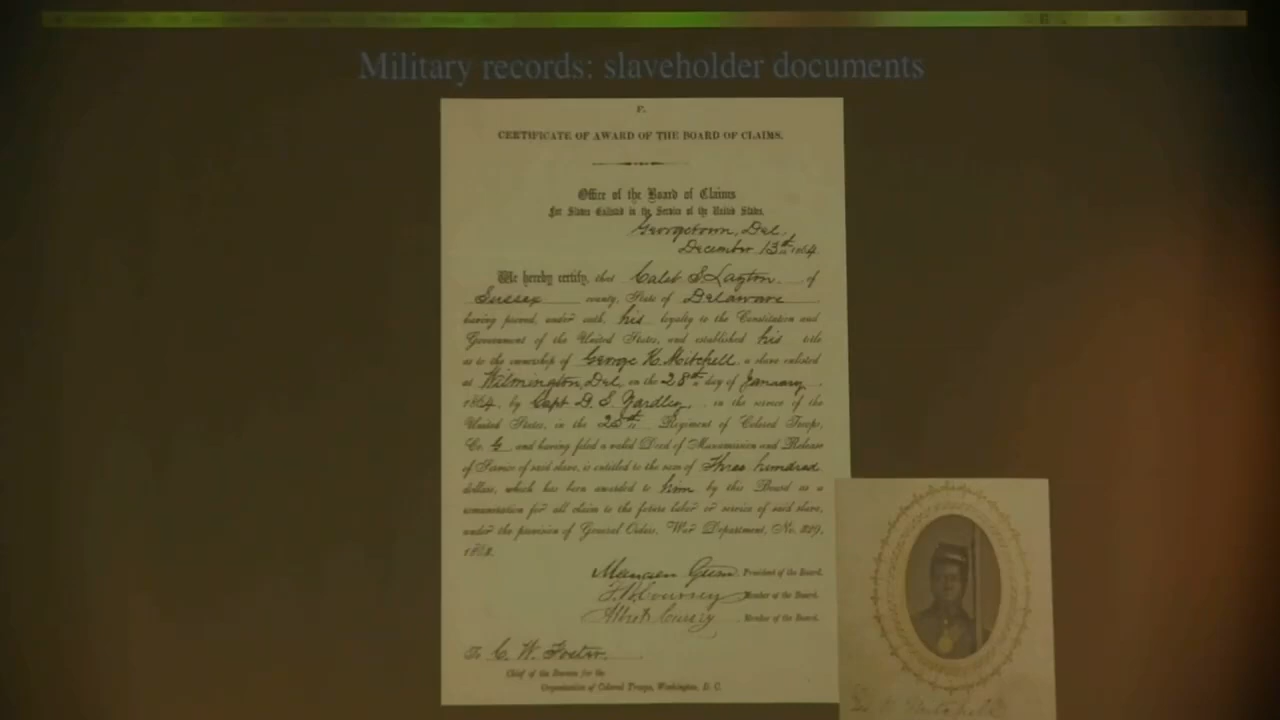 Military records: slaveholder documents
F.
CERTIFICATE OF AWARD OF THE BOARD OF CLAIMS.
Office of the Board of Claims
For Slaves Enlisted in the Service of the United States,
Georgetown, Del,
December 13th 1864
We hereby certify, that Caleb S Layton of
Sussex county, State of Delaware
having proved, under oath, his loyalty to the Constitution and
Government of the United States, and established his title
as to the ownership of George K. Mitchell, a slave enlisted
at Wilmington, Del, on the 28th day of January
1864, by Capt D. S. Yardley, in the service of the
United States, in the 25th Regiment of Colored Troops,
Co. G and having filed a valid Deed of Manumission and Release
of Service of said slave, is entitled to the sum of Three hundred
dollars, which has been awarded to him by this Board as a
remuneration for all claim to the future labor or service of said slave,
under the provision of General Orders, War Department, No. 329,
President of the Board.
Member of the Board.
Albert Curry Member of the Board.
To C. W. Foster,
Chief of the Bureau for the
Organization of Colored Troops, Washington, D. C.
Mitchell